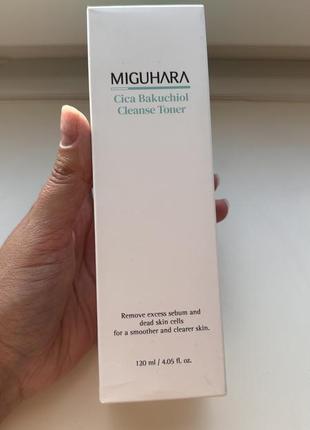 MIGUHARA
Cica Bakuchiol
Cleanse Toner
Remove excess sebum and
dead skin cells
for a smoother and clearer skin.
120 ml / 4.05 fl. oz.